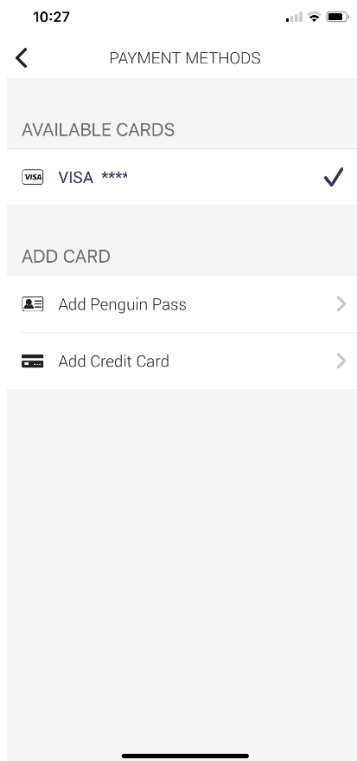 10:27
PAYMENT METHODS
AVAILABLE CARDS
VISA VISA ****
ADD CARD
Add Penguin Pass
Add Credit Card